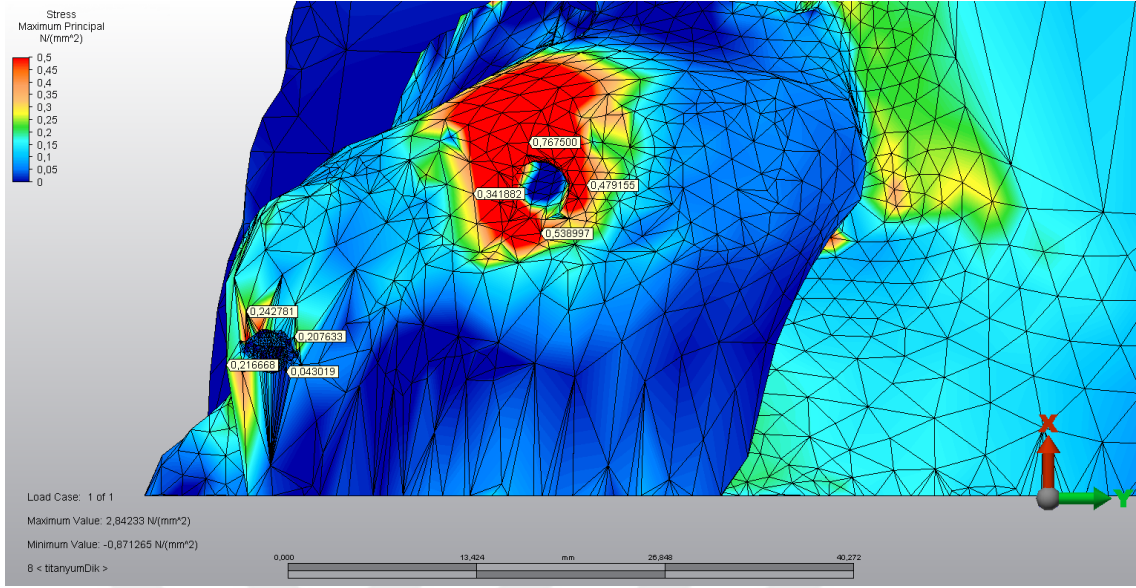 Stress
Maximum Principal
N/(mm^2)
0,5
0,45
0,4
0,35
0,3
0,25
0,2
0,15
0,1
0,05
0
0,767500
0,479155
0,341882
0,538997
0,242781
0,207633
0,216668
0,043019
X
Y
Load Case: 1 of 1
Maximum Value: 2,84233 N/(mm^2)
Minimum Value: -0,871265 N/(mm^2)
8 < titanyumDik >
0,000 13,424 mm 26,848 40,272